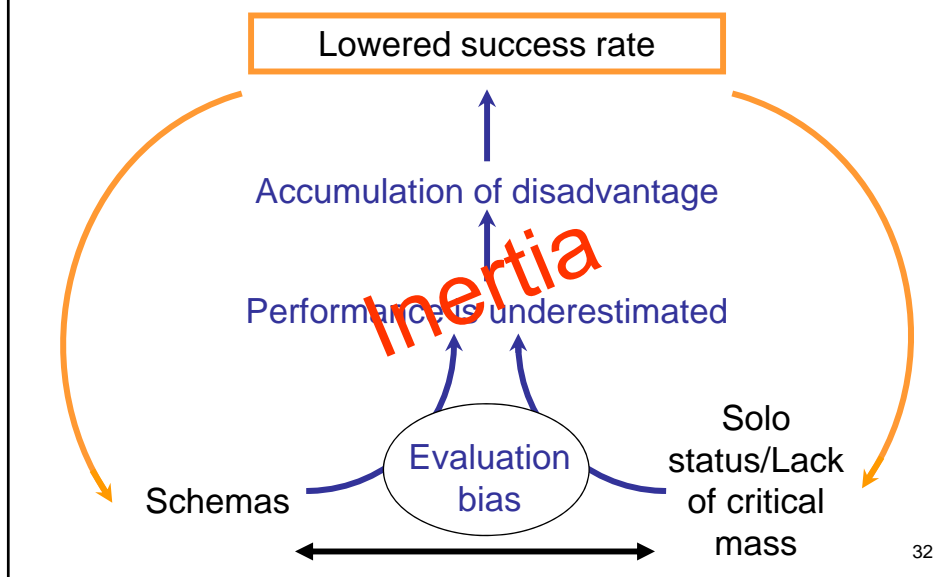 Lowered success rate
Accumulation of disadvantage
Inertia
Performance is underestimated
Evaluation
bias
Schemas
Solo
status/Lack
of critical
mass
32